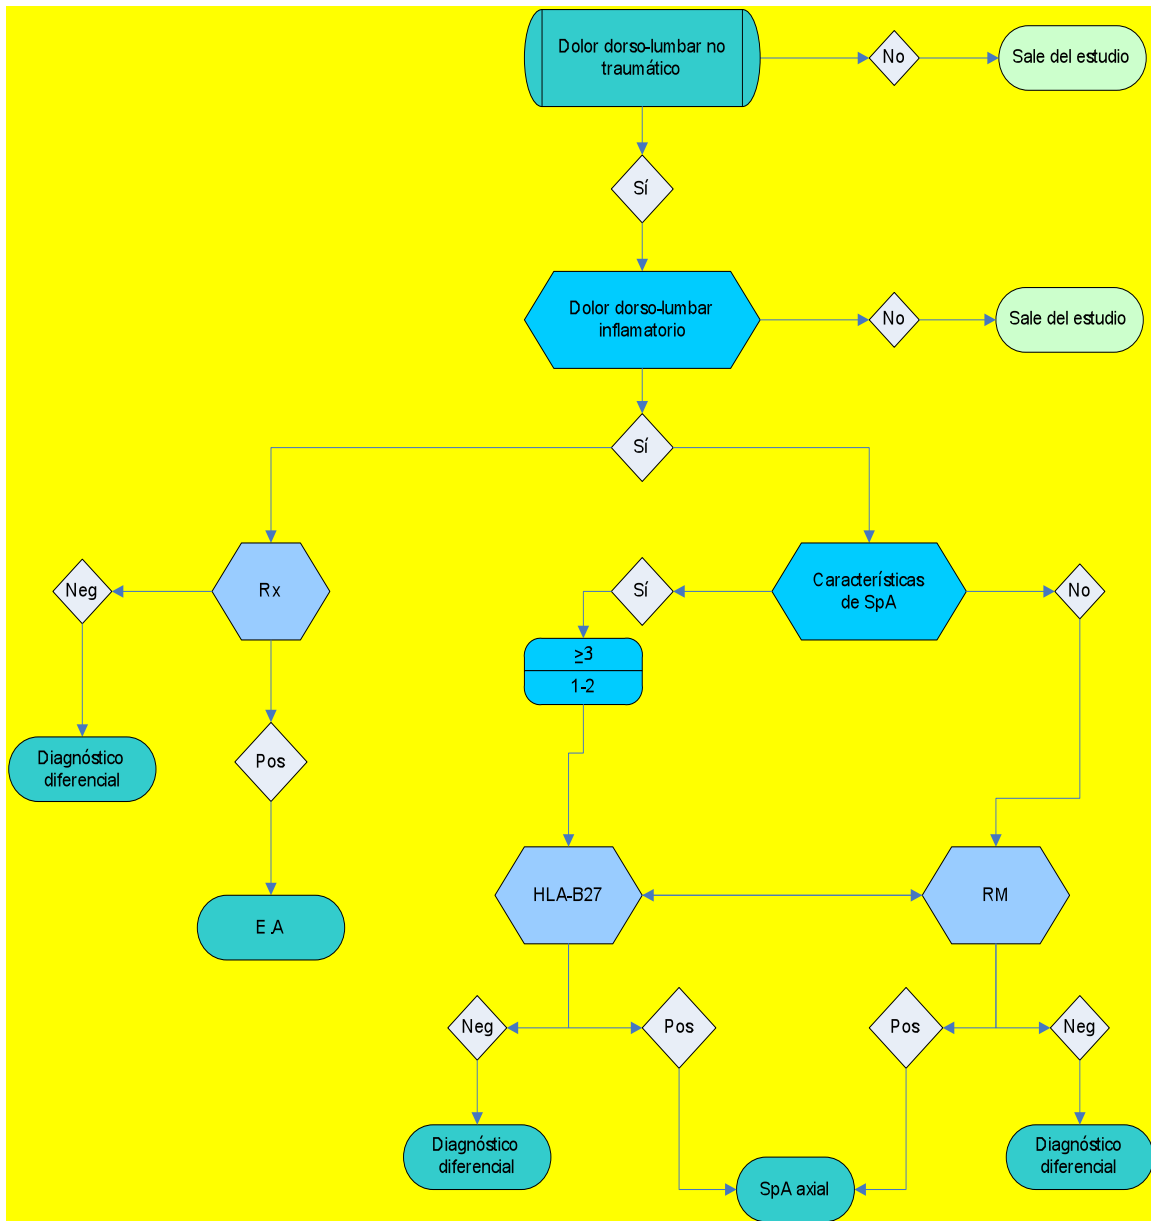 Dolor dorso-lumbar no
traumático
No
Sale del estudio
Sí
Dolor dorso-lumbar
inflamatorio
No
Sale del estudio
Sí
Neg
Rx
Sí
Características
de SpA
No
≥3
1-2
Diagnóstico
diferencial
Pos
E .A
HLA-B27
RM
Neg
Pos
Pos
Neg
Diagnóstico
diferencial
SpA axial
Diagnóstico
diferencial